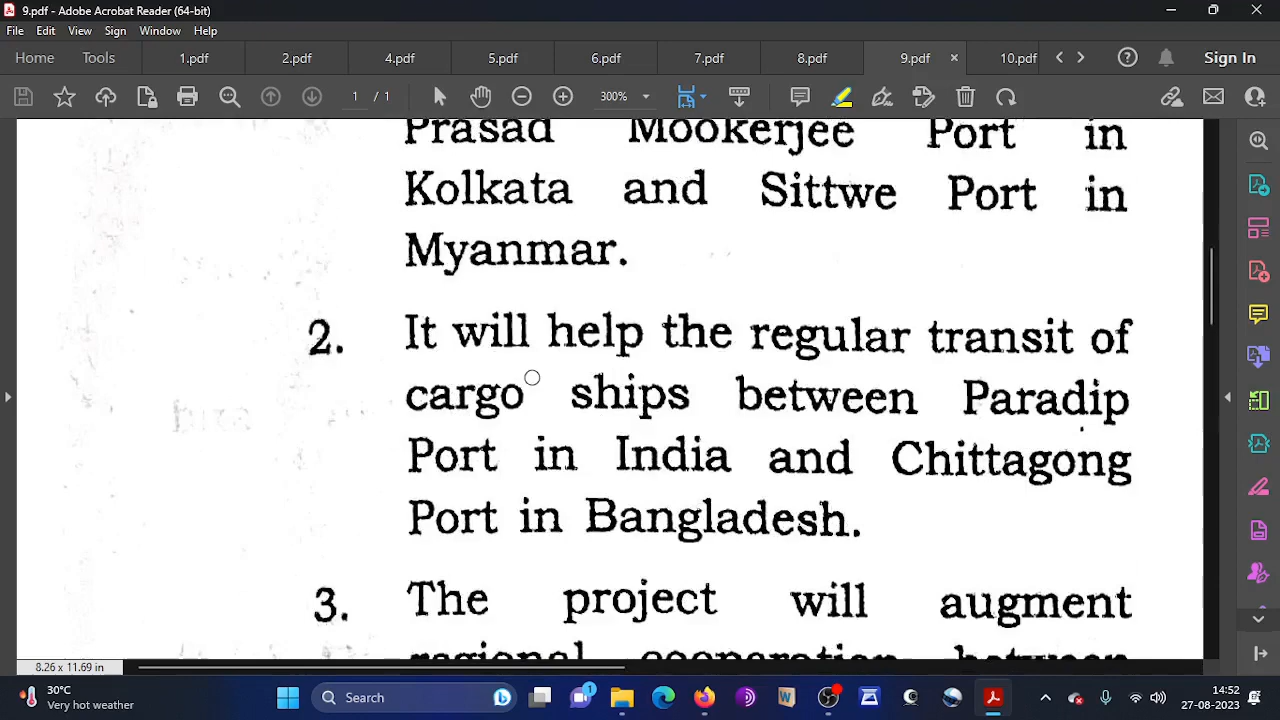 9.pdf - Adobe Acrobat Reader (64-bit)
File Edit View Sign Window Help
Home Tools 1.pdf 2.pdf 4.pdf 5.pdf 6.pdf 7.pdf 8.pdf 9.pdf 10.pdf Sign In
1 / 1 300%
Prasad Mookerjee Port in
Kolkata and Sittwe Port in
Myanmar.
2. It will help the regular transit of
cargo ships between Paradip
Port in India and Chittagong
Port in Bangladesh.
3. The project will augment
regional cooperation between
8.26 x 11.69 in
30°C
Very hot weather
Search
1
14:52
27-08-2023